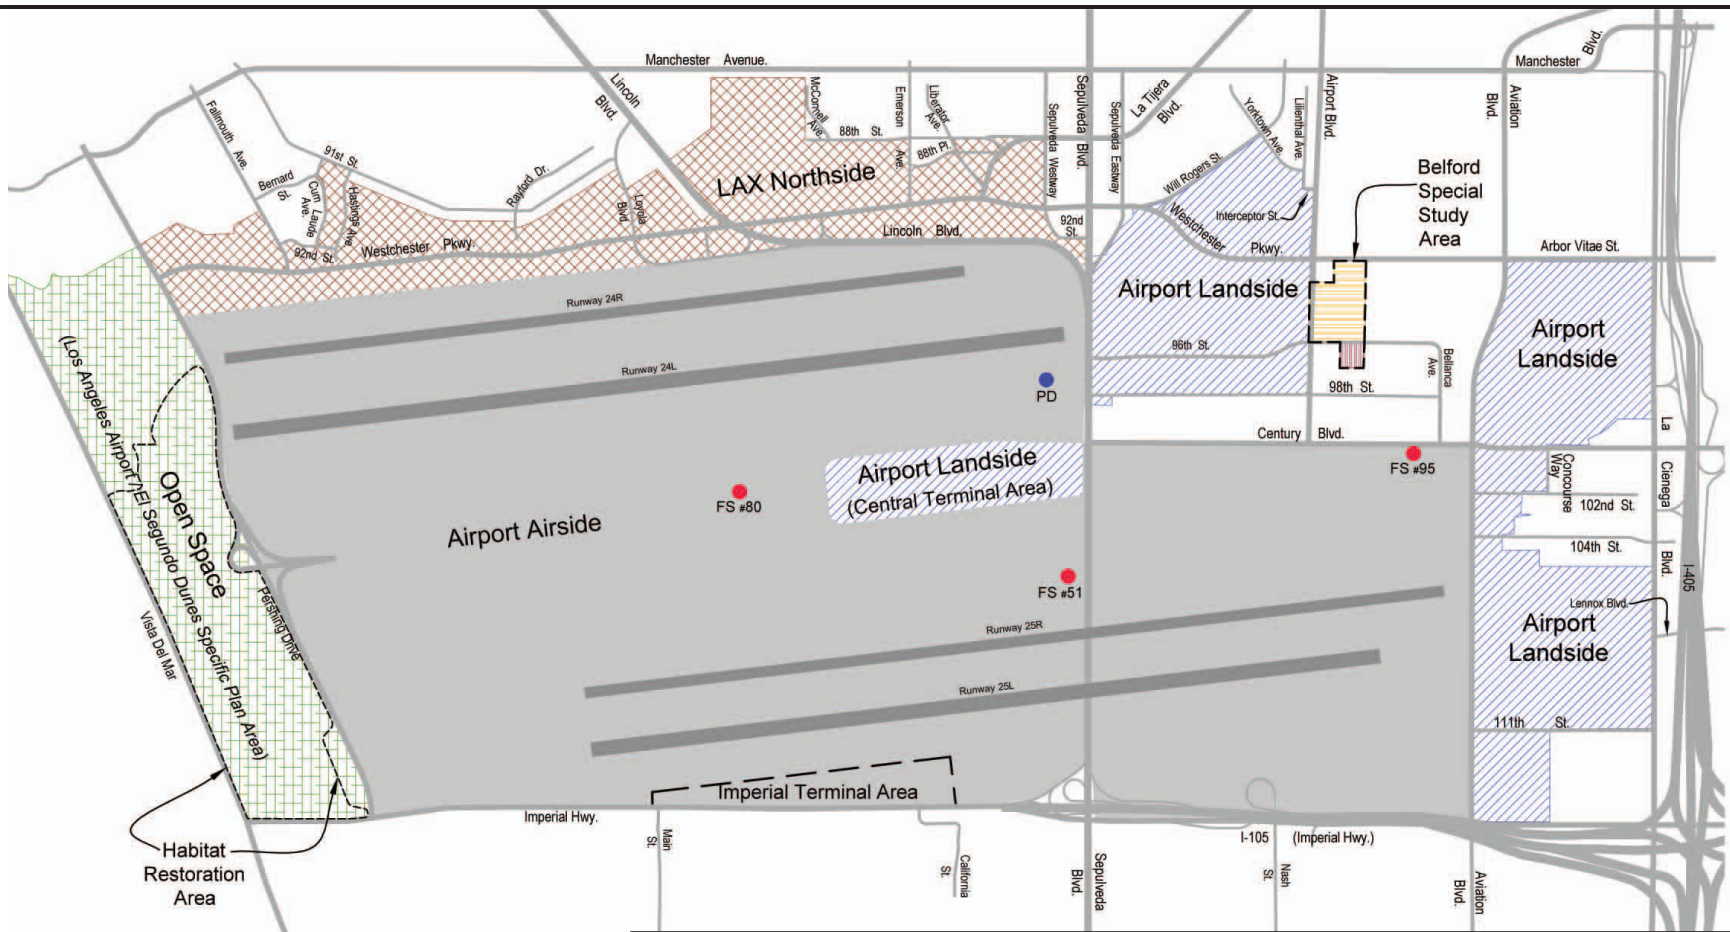 Manchester Avenue.
Manchester
Blvd.
Lincoln
Blvd.
McConnell
Ave.
Emerson
Ave.
Liberator
Ave.
88th St.
88th Pl.
Sepulveda Westway
Sepulveda Blvd.
Sepulveda Eastway
La Tijera
Blvd.
Yorktown Ave.
Lilienthal Ave.
Airport Blvd.
Aviation
Blvd.
Fallmouth Ave.
91st St.
Bernard
St.
Cum Laude
Ave.
Hastings Ave.
92nd St.
Rayford Dr.
Loyola
Blvd.
LAX Northside
Westchester Pkwy.
Lincoln Blvd.
92nd
St.
Will Rogers St.
Interceptor St.
Westchester Pkwy.
Belford
Special
Study
Area
Arbor Vitae St.
Airport Landside
Airport
Landside
96th St.
98th St.
Bellanca
Ave.
Century Blvd.
Runway 24R
Runway 24L
PD
Airport Landside
(Central Terminal Area)
FS #80
FS #95
FS #51
Airport Airside
Concourse
Way
102nd St.
104th St.
La Cienega Blvd.
I-405
Lennox Blvd.
Airport
Landside
111th St.
Open Space
(Los Angeles Airport / El Segundo Dunes Specific Plan Area)
Pershing Drive
Vista Del Mar
Runway 25R
Runway 25L
Imperial Terminal Area
Imperial Hwy.
I-105 (Imperial Hwy.)
Habitat
Restoration
Area
Main
St.
California
St.
Sepulveda
Blvd.
Nash
St.
Aviation
Blvd.